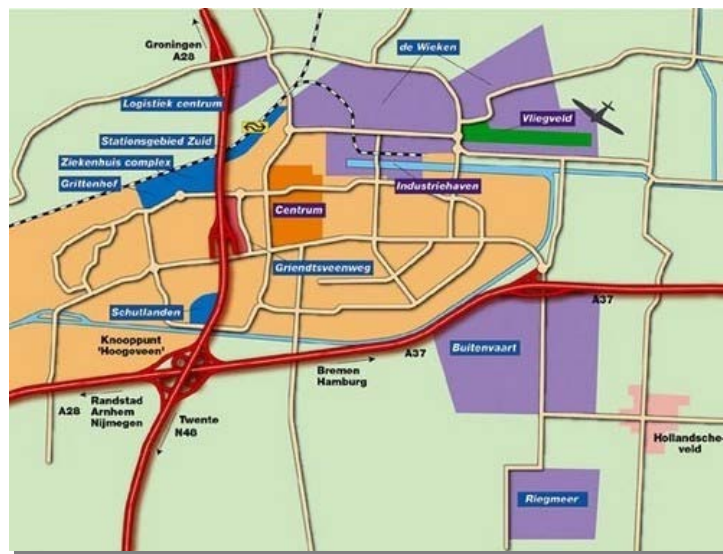 Groningen
A28
de Wieken
Logistiek centrum
Vliegveld
Stationsgebied Zuid
Ziekenhuis complex
Grittenhof
Industriehaven
Centrum
Griendtsveenweg
Schutlanden
A37
Knooppunt
'Hoogeveen'
A37
Buitenvaart
Bremen
Hamburg
A28
Randstad
Arnhem
Nijmegen
Twente
N48
Hollandsche-
veld
Riegmeer